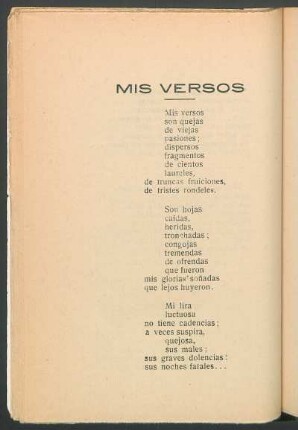 MIS VERSOS
Mis versos
son quejas
de viejas
pasiones;
dispersos
fragmentos
de cientos
laureles,
de truncas fruiciones,
de tristes rondeles.
Son hojas
caídas,
heridas,
tronchadas;
congojas
tremendas
de ofrendas
que fueron
mis glorias soñadas
que lejos huyeron.
Mi lira
luctuosa
no tiene cadencias;
a veces suspira,
quejosa,
sus males;
sus graves dolencias!
sus noches fatales...